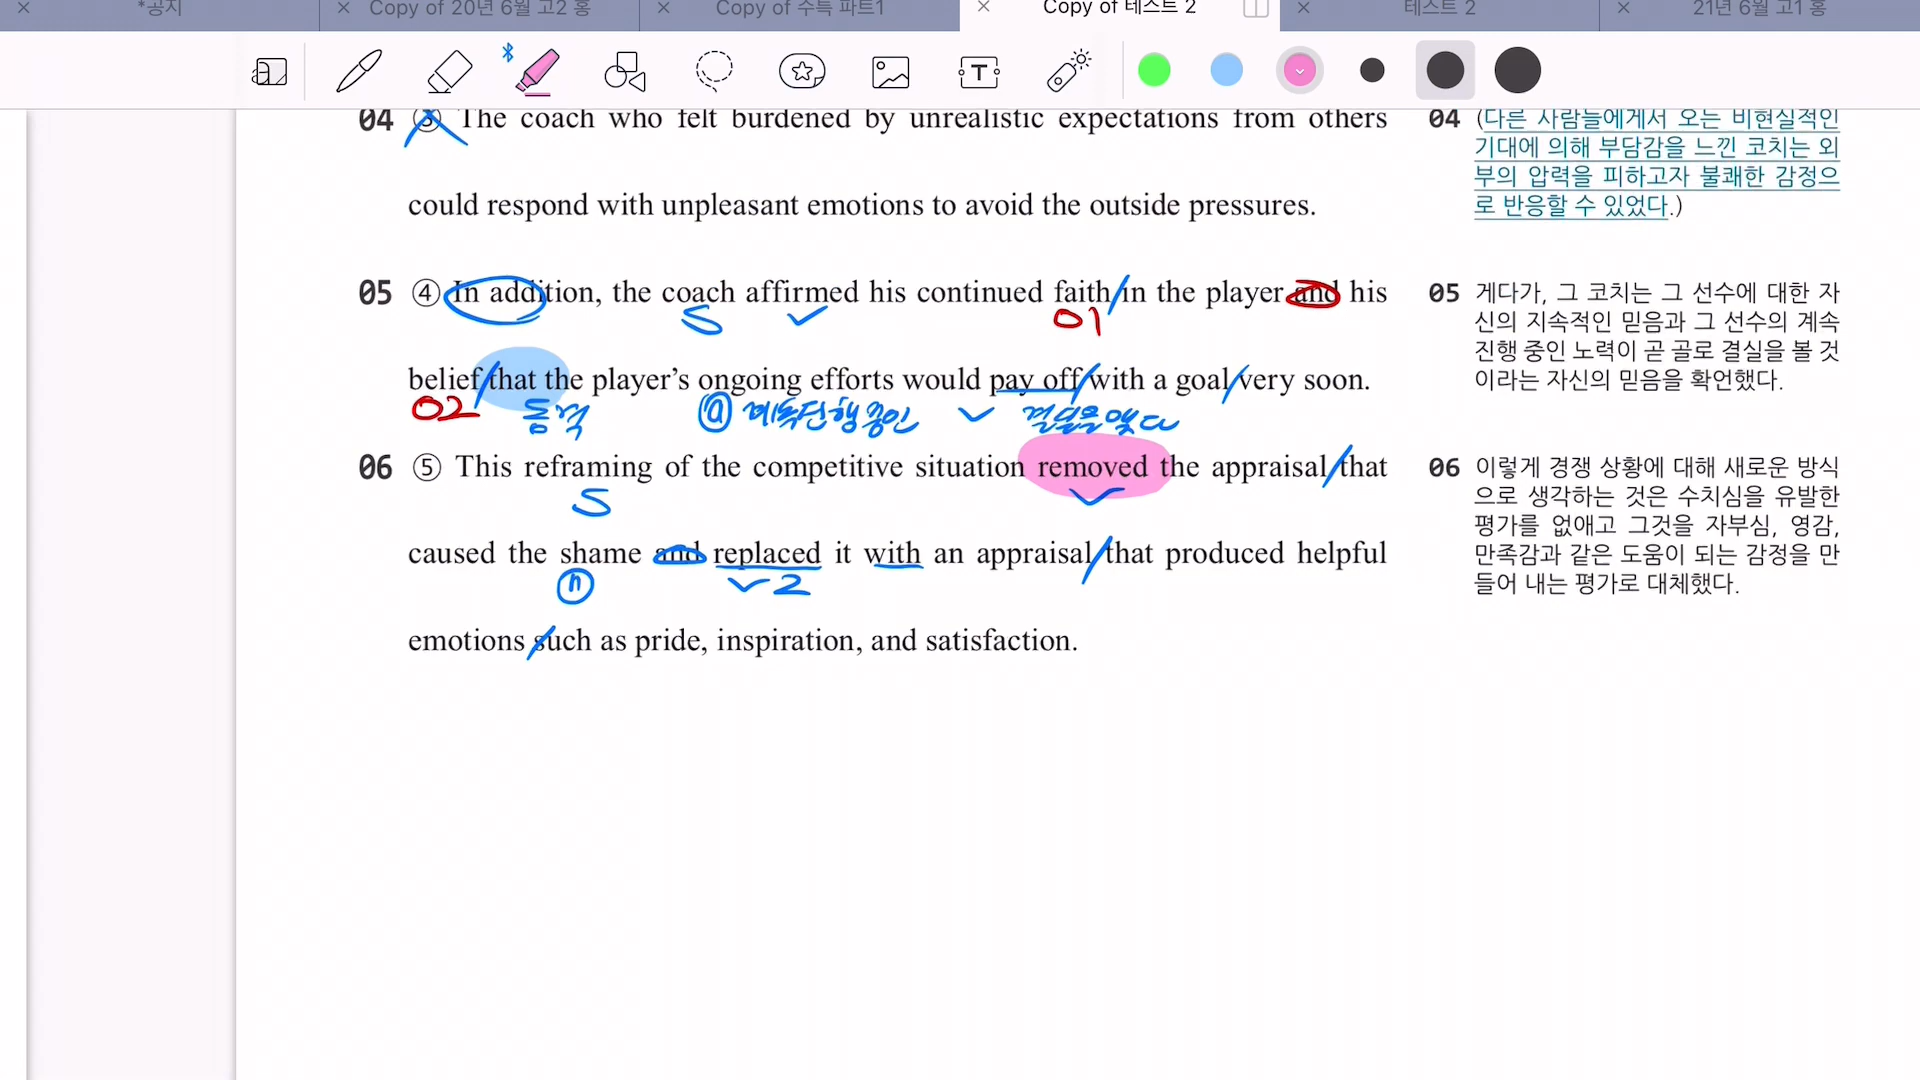 *공지
Copy of 20년 6월 고2 홍
Copy of 수특 파트1
Copy of 테스트 2
테스트 2
21년 6월 고1 홍
04 ③ The coach who felt burdened by unrealistic expectations from others
could respond with unpleasant emotions to avoid the outside pressures.
04 (다른 사람들에게서 오는 비현실적인
기대에 의해 부담감을 느낀 코치는 외
부의 압력을 피하고자 불쾌한 감정으
로 반응할 수 있었다.)
05 ④ In addition, the coach affirmed his continued faith in the player and his
S
O1
belief that the player's ongoing efforts would pay off with a goal very soon.
O2 동격 ⓐ 계속진행중인 결실을 맺다
05 게다가, 그 코치는 그 선수에 대한 자
신의 지속적인 믿음과 그 선수의 계속
진행 중인 노력이 곧 골로 결실을 볼 것
이라는 자신의 믿음을 확언했다.
06 ⑤ This reframing of the competitive situation removed the appraisal that
S
caused the shame and replaced it with an appraisal that produced helpful
ⓝ 2
emotions such as pride, inspiration, and satisfaction.
06 이렇게 경쟁 상황에 대해 새로운 방식
으로 생각하는 것은 수치심을 유발한
평가를 없애고 그것을 자부심, 영감,
만족감과 같은 도움이 되는 감정을 만
들어 내는 평가로 대체했다.